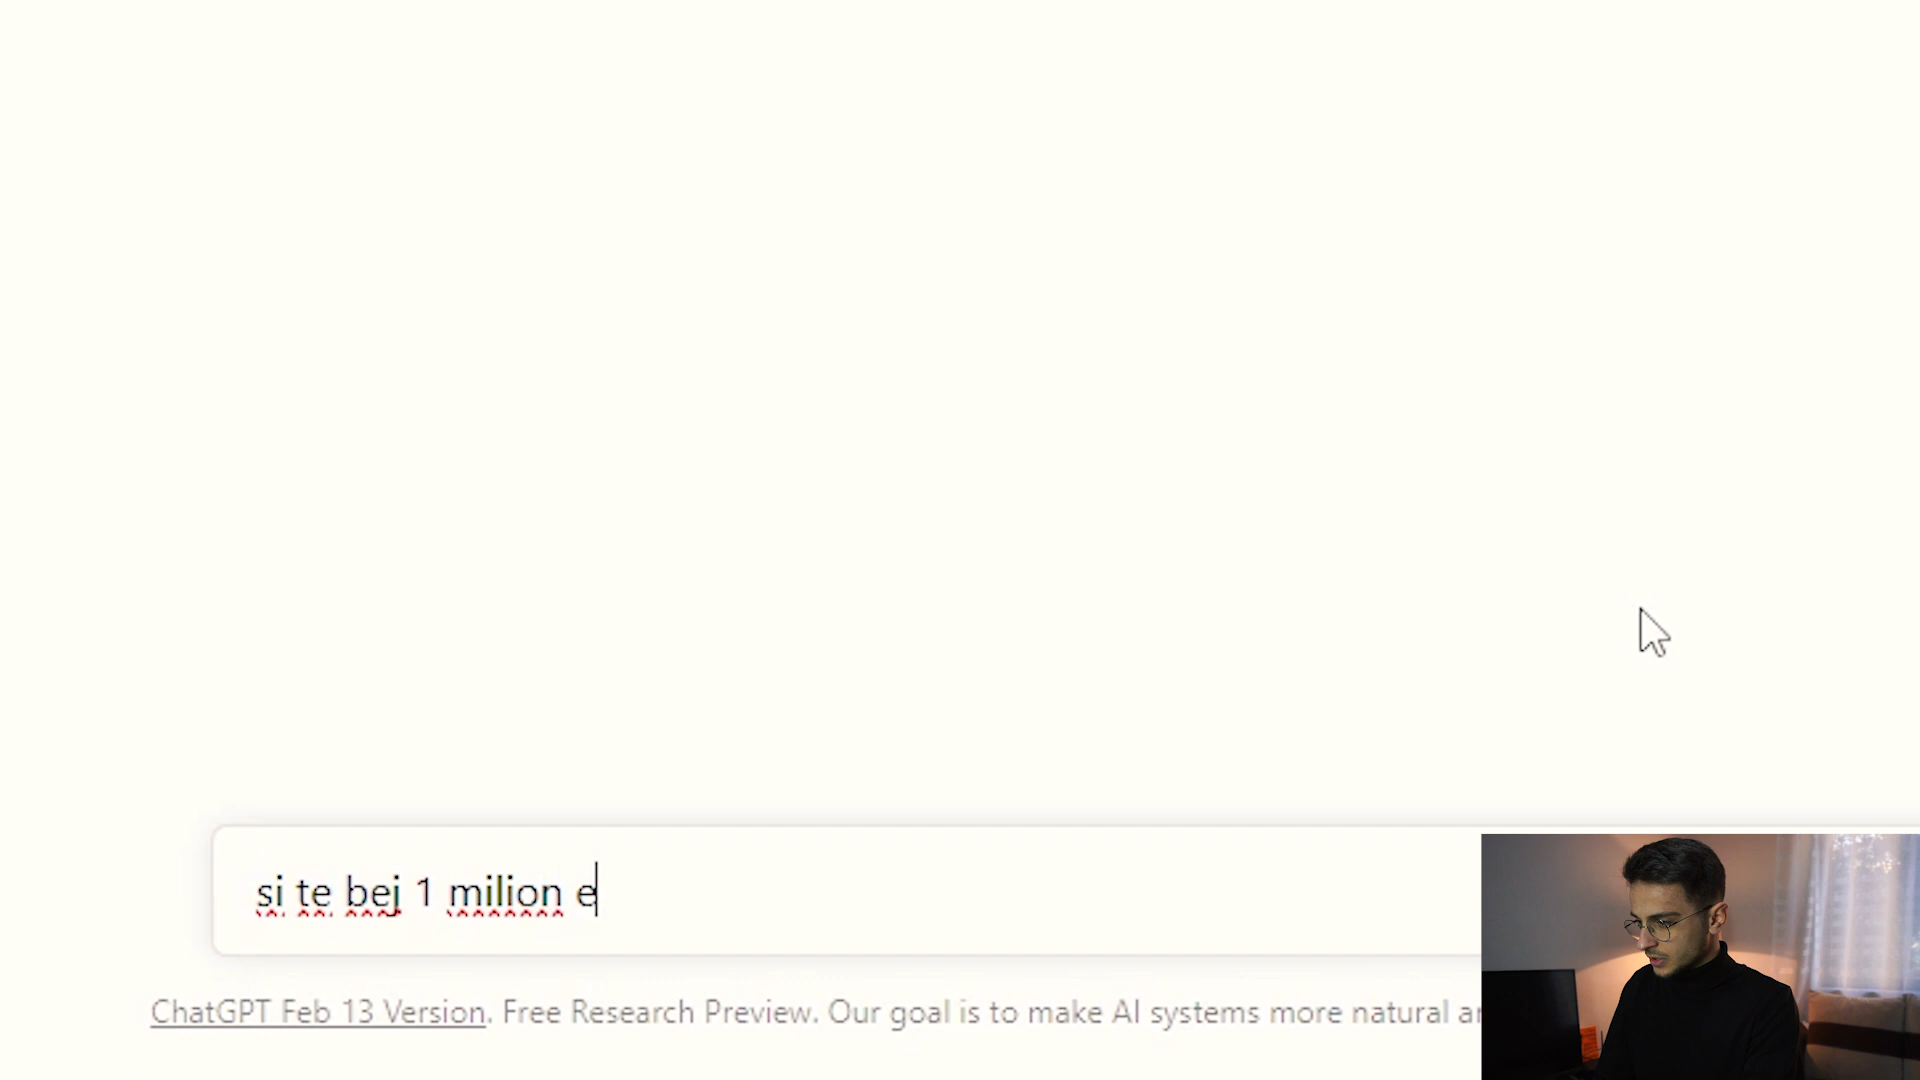 si te bej 1 milion e
ChatGPT Feb 13 Version. Free Research Preview. Our goal is to make AI systems more natural